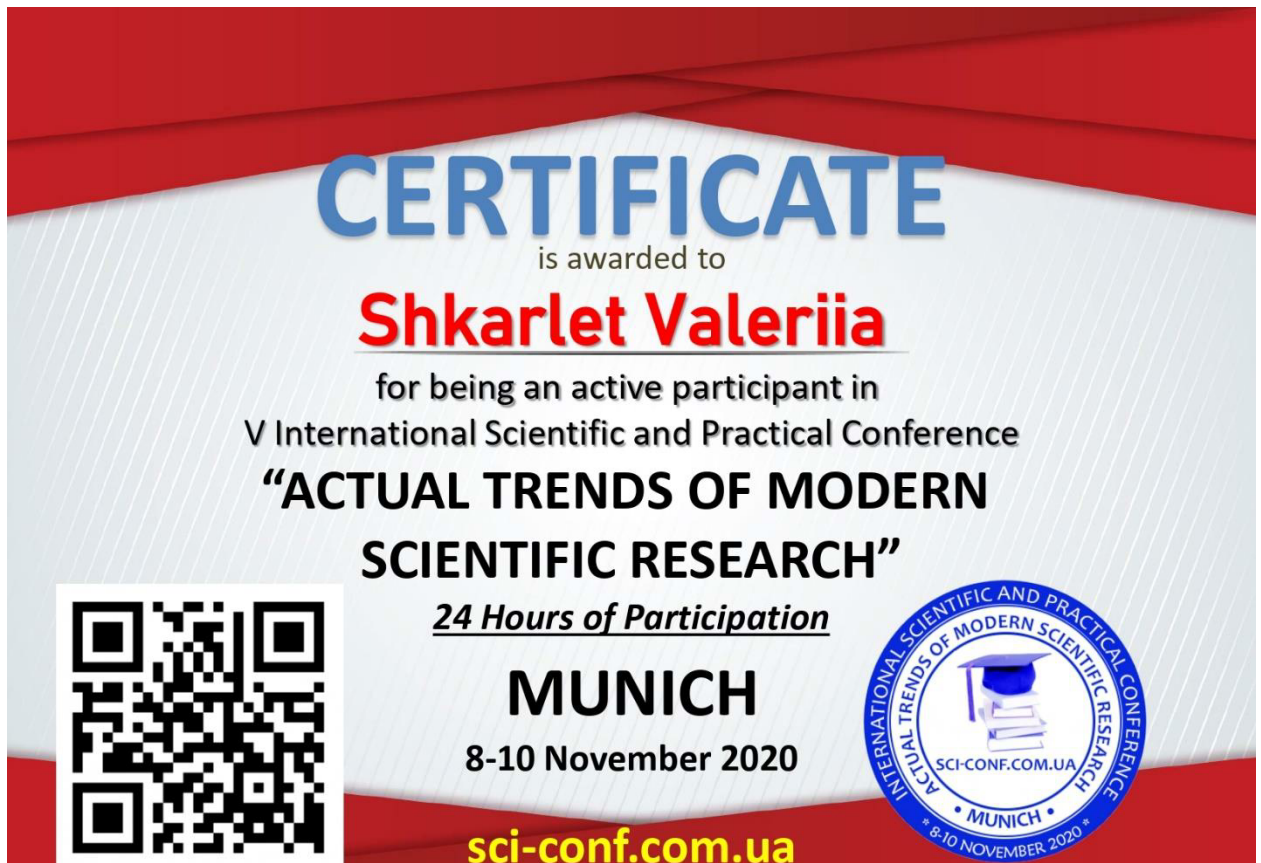 CERTIFICATE
is awarded to
Shkarlet Valeriia
for being an active participant in
V International Scientific and Practical Conference
“ACTUAL TRENDS OF MODERN
SCIENTIFIC RESEARCH”
24 Hours of Participation
MUNICH
8-10 November 2020
sci-conf.com.ua
INTERNATIONAL SCIENTIFIC AND PRACTICAL CONFERENCE
ACTUAL TRENDS OF MODERN SCIENTIFIC RESEARCH
SCI-CONF.COM.UA
• MUNICH •
* 8-10 NOVEMBER 2020 *